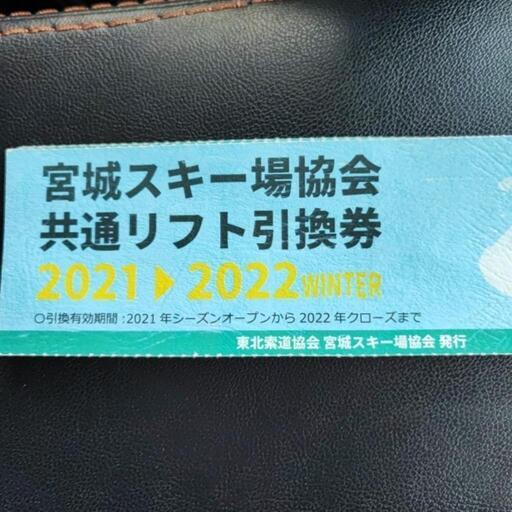 宮城スキー場協会
共通リフト引換券
2021▶2022 WINTER
○引換有効期間:2021年シーズンオープンから2022年クローズまで
東北索道協会 宮城スキー場協会 発行